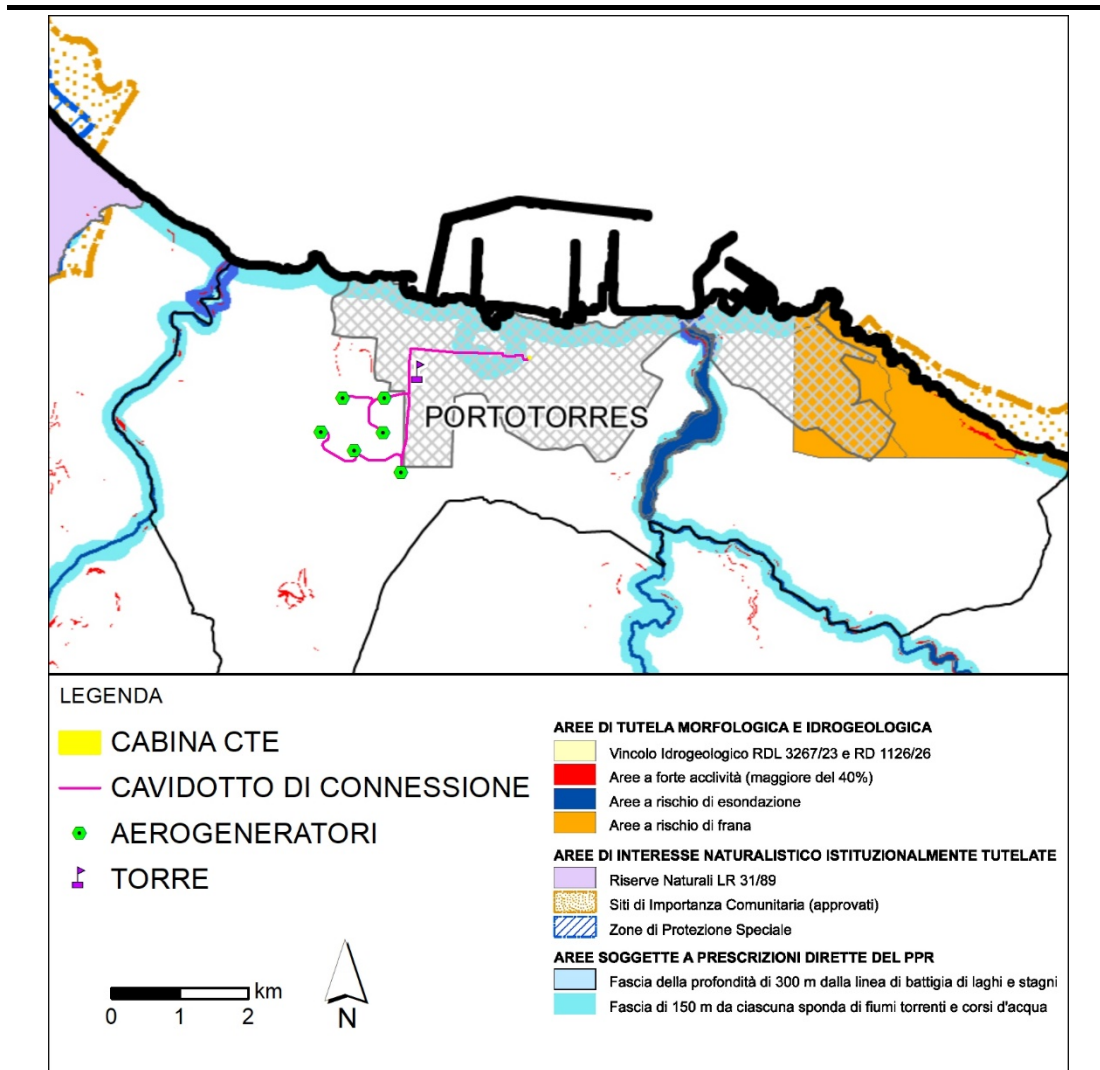 PORTOTORRES
LEGENDA
CABINA CTE
CAVIDOTTO DI CONNESSIONE
AEROGENERATORI
TORRE
km
0 1 2
N
AREE DI TUTELA MORFOLOGICA E IDROGEOLOGICA
Vincolo Idrogeologico RDL 3267/23 e RD 1126/26
Aree a forte acclività (maggiore del 40%)
Aree a rischio di esondazione
Aree a rischio di frana
AREE DI INTERESSE NATURALISTICO ISTITUZIONALMENTE TUTELATE
Riserve Naturali LR 31/89
Siti di Importanza Comunitaria (approvati)
Zone di Protezione Speciale
AREE SOGGETTE A PRESCRIZIONI DIRETTE DEL PPR
Fascia della profondità di 300 m dalla linea di battigia di laghi e stagni
Fascia di 150 m da ciascuna sponda di fiumi torrenti e corsi d'acqua